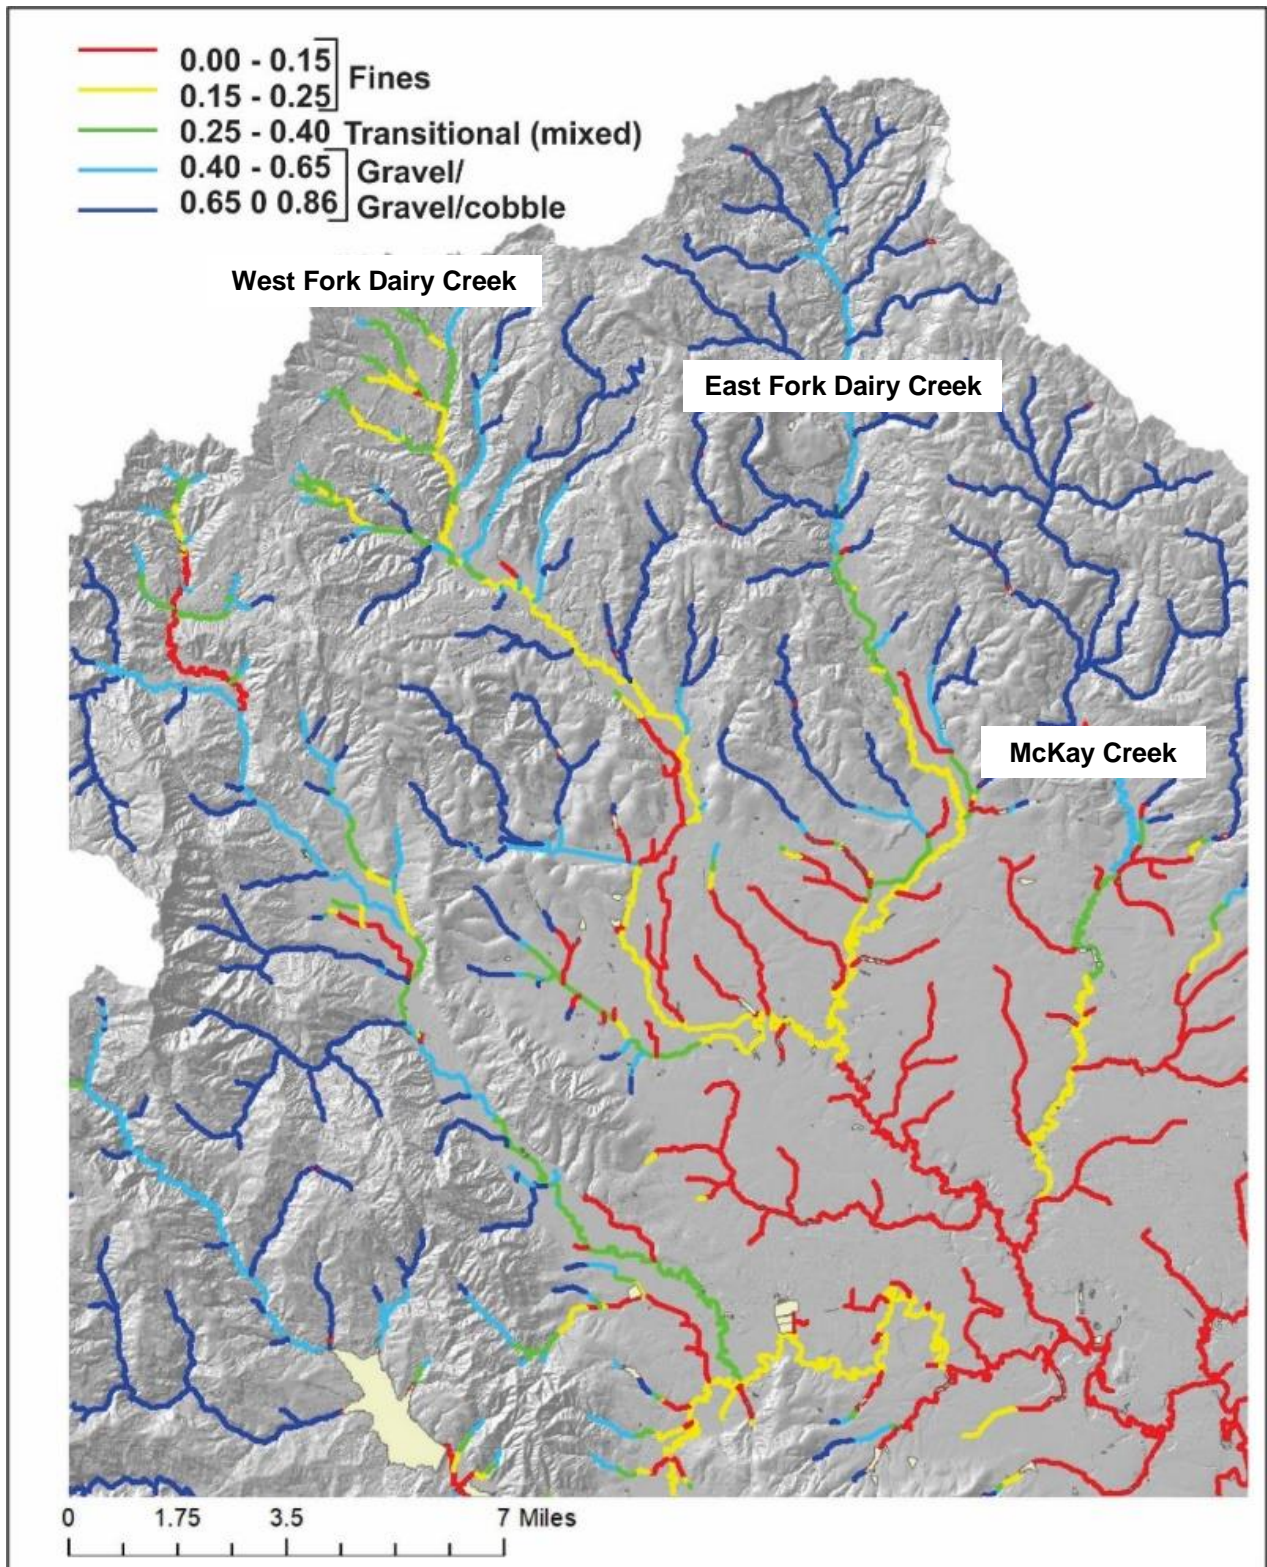 0.00 - 0.15
0.15 - 0.25
Fines
0.25 - 0.40 Transitional (mixed)
0.40 - 0.65
Gravel/
0.65 0 0.86
Gravel/cobble
West Fork Dairy Creek
East Fork Dairy Creek
McKay Creek
0 1.75 3.5 7 Miles